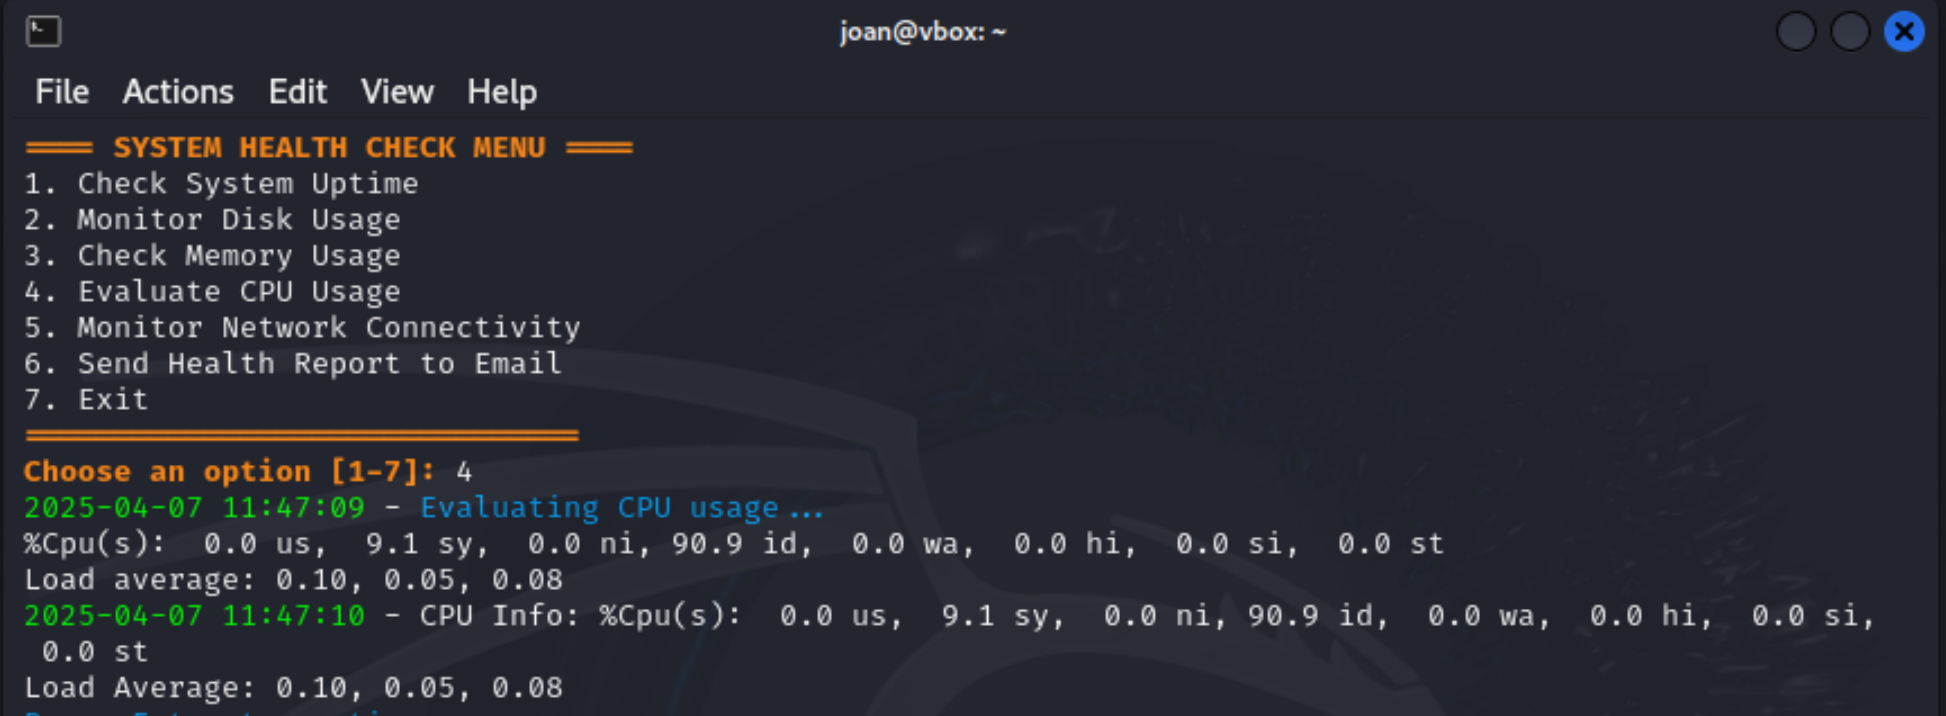 joan@vbox: ~
File Actions Edit View Help
==== SYSTEM HEALTH CHECK MENU ====
1. Check System Uptime
2. Monitor Disk Usage
3. Check Memory Usage
4. Evaluate CPU Usage
5. Monitor Network Connectivity
6. Send Health Report to Email
7. Exit
===============================
Choose an option [1-7]: 4
2025-04-07 11:47:09 - Evaluating CPU usage...
%Cpu(s):  0.0 us,  9.1 sy,  0.0 ni, 90.9 id,  0.0 wa,  0.0 hi,  0.0 si,  0.0 st
Load average: 0.10, 0.05, 0.08
2025-04-07 11:47:10 - CPU Info: %Cpu(s):  0.0 us,  9.1 sy,  0.0 ni, 90.9 id,  0.0 wa,  0.0 hi,  0.0 si,
 0.0 st
Load Average: 0.10, 0.05, 0.08